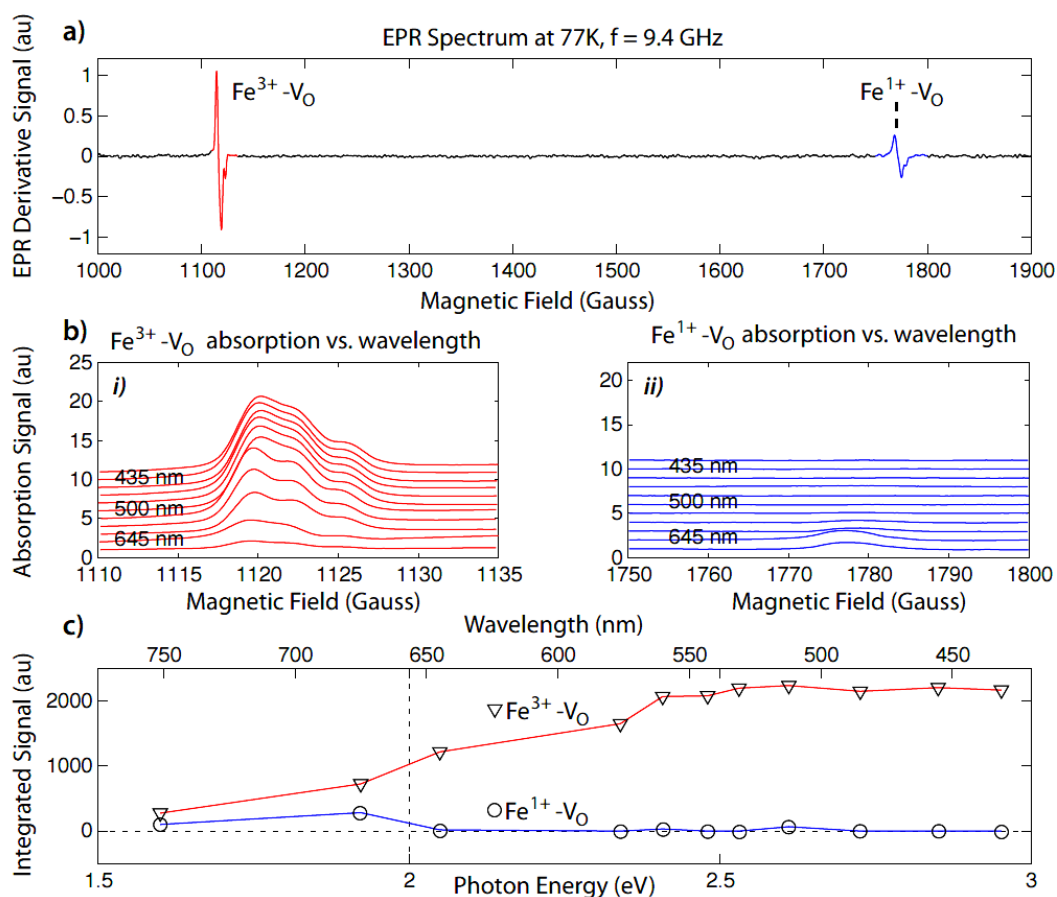 a)
EPR Spectrum at 77K, f = 9.4 GHz
EPR Derivative Signal (au)
1
0.5
0
−0.5
−1
Fe3+ -VO
Fe1+ -VO
1000 1100 1200 1300 1400 1500 1600 1700 1800 1900
Magnetic Field (Gauss)
b)
Fe3+ -VO absorption vs. wavelength
Fe1+ -VO absorption vs. wavelength
Absorption Signal (au)
25
20
15
10
5
0
i)
435 nm
500 nm
645 nm
1110 1115 1120 1125 1130 1135
Magnetic Field (Gauss)
20
15
10
5
0
ii)
435 nm
500 nm
645 nm
1750 1760 1770 1780 1790 1800
Magnetic Field (Gauss)
c)
Wavelength (nm)
750 700 650 600 570 540 500 450
Integrated Signal (au)
2000
1000
0
Fe3+ -VO
Fe1+ -VO
1.5 2 2.5 3
Photon Energy (eV)